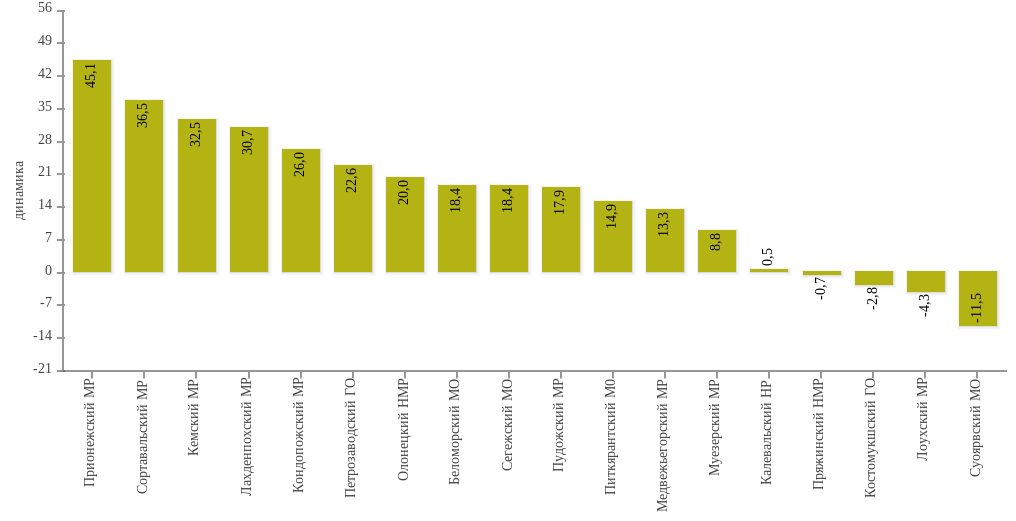 динамика
56
49
42
35
28
21
14
7
0
-7
-14
-21
45,1
36,5
32,5
30,7
26,0
22,6
20,0
18,4
18,4
17,9
14,9
13,3
8,8
0,5
-0,7
-2,8
-4,3
-11,5
Прионежский МР
Сортавальский МР
Кемский МР
Лахденпохский МР
Кондопожский МР
Петрозаводский ГО
Олонецкий НМР
Беломорский МО
Сегежский МО
Пудожский МР
Питкярантский М0
Медвежьегорский МР
Муезерский МР
Калевальский НР
Пряжинский НМР
Костомукшский ГО
Лоухский МР
Суоярвский МО